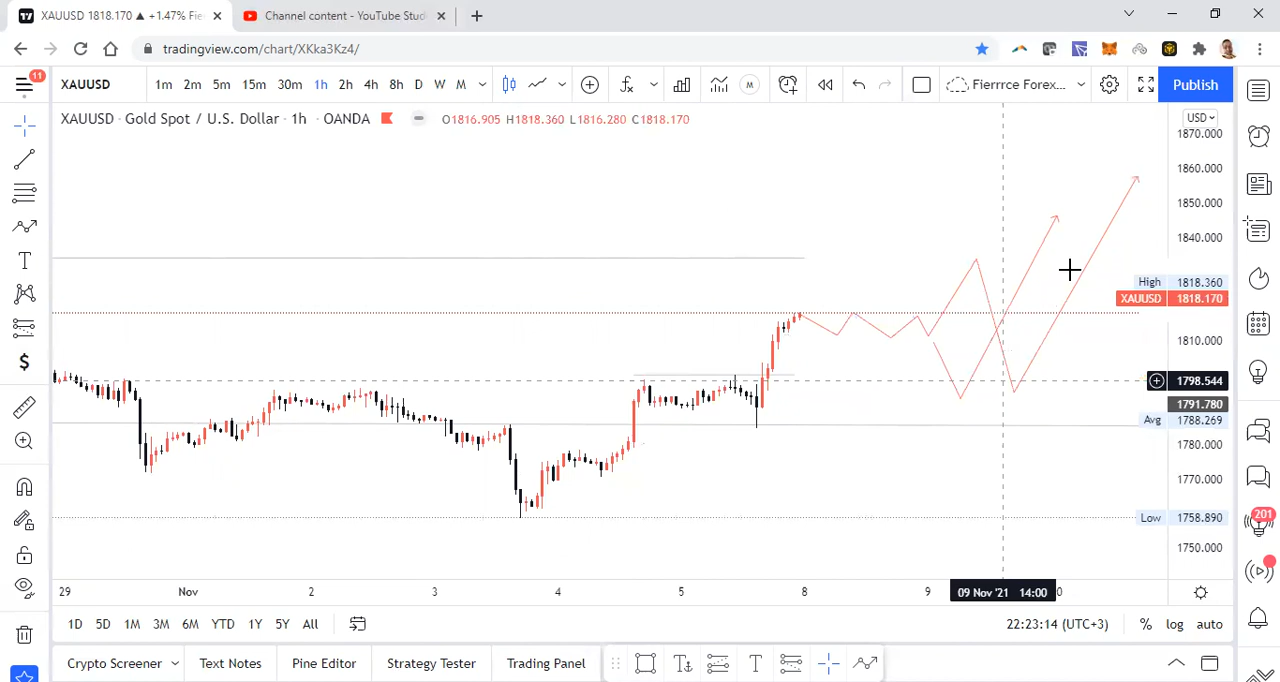 XAUUSD 1818.170 ▲ +1.47% Fie
Channel content - YouTube Stud
tradingview.com/chart/XKka3Kz4/
11
XAUUSD 1m 2m 5m 15m 30m 1h 2h 4h 8h D W M M Fierrrce Forex... Publish
XAUUSD · Gold Spot / U.S. Dollar · 1h · OANDA O1816.905 H1818.360 L1816.280 C1818.170
USD
1870.000
1860.000
1850.000
1840.000
High 1818.360
XAUUSD 1818.170
1810.000
1798.544
1791.780
Avg 1788.269
1780.000
1770.000
Low 1758.890
1750.000
201
29 Nov 2 3 4 5 8 9 09 Nov '21 14:00 0
1D 5D 1M 3M 6M YTD 1Y 5Y All 22:23:14 (UTC+3) % log auto
Crypto Screener Text Notes Pine Editor Strategy Tester Trading Panel